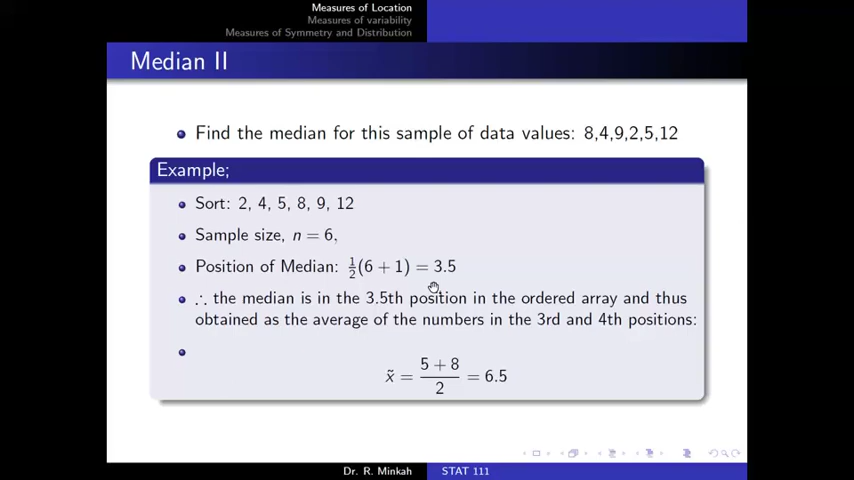 Measures of Location
Measures of variability
Measures of Symmetry and Distribution
Median II
Find the median for this sample of data values: 8,4,9,2,5,12
Example;
Sort: 2, 4, 5, 8, 9, 12
Sample size, n = 6,
Position of Median: ½(6 + 1) = 3.5
∴ the median is in the 3.5th position in the ordered array and thus
obtained as the average of the numbers in the 3rd and 4th positions:
x̃ = (5 + 8)/2 = 6.5
Dr. R. Minkah
STAT 111